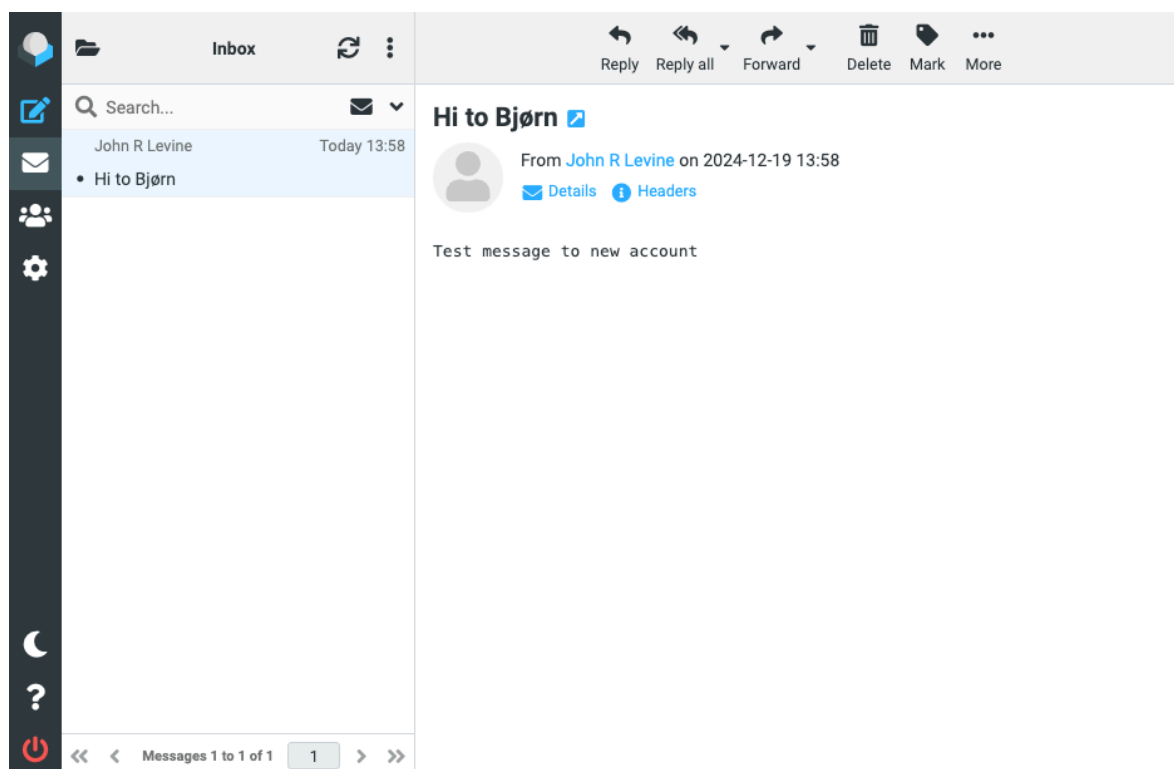 Inbox
Search...
John R Levine Today 13:58
• Hi to Bjørn
Messages 1 to 1 of 1 1
Reply Reply all Forward Delete Mark More
Hi to Bjørn
From John R Levine on 2024-12-19 13:58
Details Headers
Test message to new account